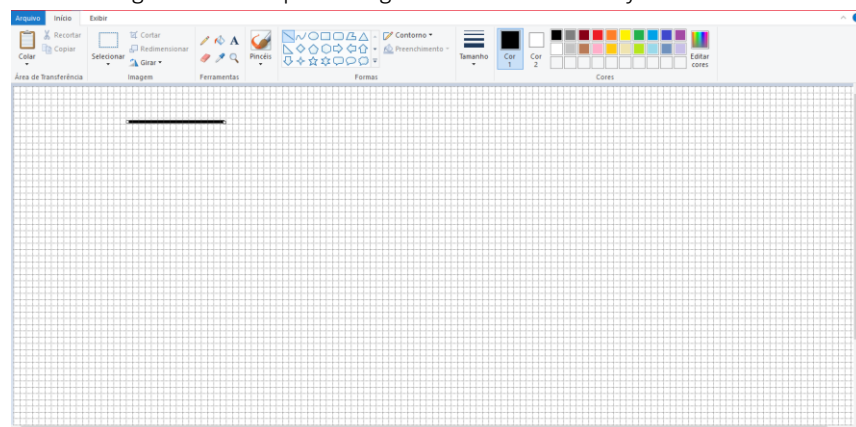 Arquivo Início Exibir
Colar
Recortar
Copiar
Área de Transferência
Selecionar
Cortar
Redimensionar
Girar
Imagem
Ferramentas
Pincéis
Contorno
Preenchimento
Formas
Tamanho
Cor 1
Cor 2
Editar cores
Cores